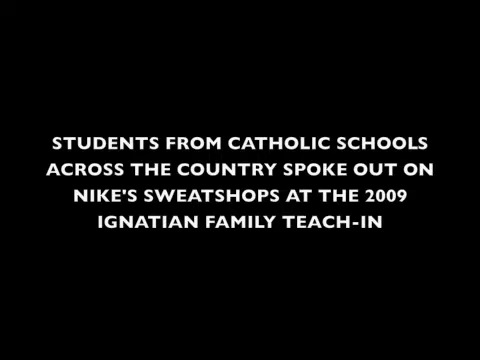 STUDENTS FROM CATHOLIC SCHOOLS
ACROSS THE COUNTRY SPOKE OUT ON
NIKE'S SWEATSHOPS AT THE 2009
IGNATIAN FAMILY TEACH-IN